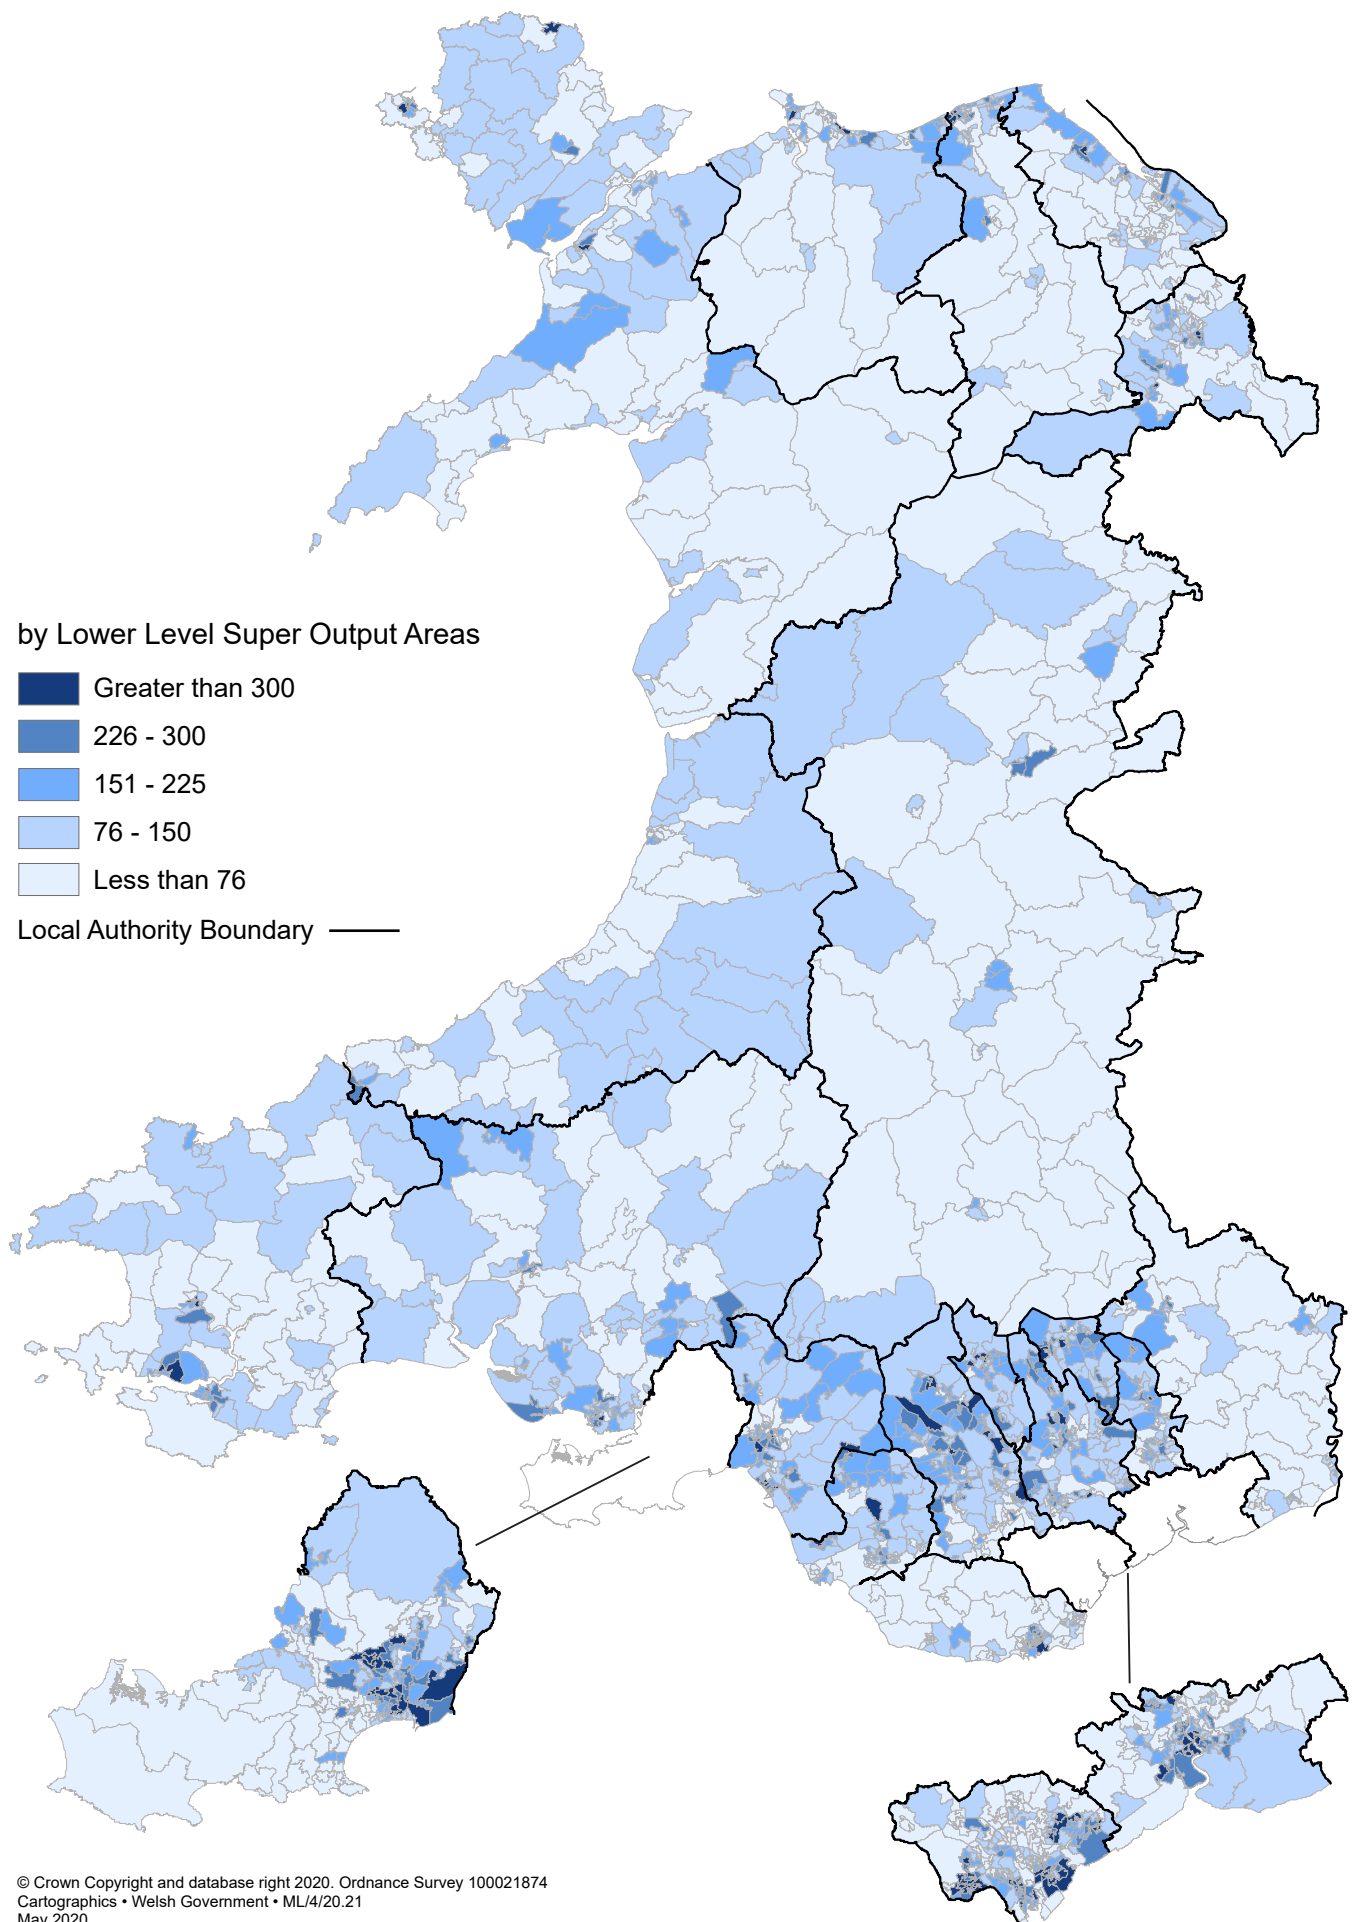 by Lower Level Super Output Areas
Greater than 300
226 - 300
151 - 225
76 - 150
Less than 76
Local Authority Boundary
© Crown Copyright and database right 2020. Ordnance Survey 100021874
Cartographics • Welsh Government • ML/4/20.21
May 2020